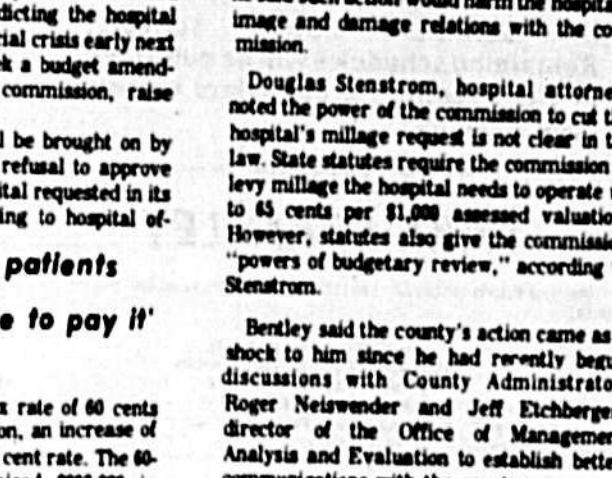 dicting the hospital
cial crisis early next
k a budget amend-
commission, raise
l be brought on by
refusal to approve
ital requested in its
ing to hospital of-
patients
e to pay it'
x rate of 60 cents
on, an increase of
cent rate. The 60-
image and damage relations with the co
mission.
Douglas Stenstrom, hospital attorne
noted the power of the commission to cut th
hospital's millage request is not clear in t
law. State statutes require the commission
levy millage the hospital needs to operate
to 65 cents per $1,000 assessed valuation
However, statutes also give the commissio
"powers of budgetary review," according
Stenstrom.
Bentley said the county's action came as
shock to him since he had recently begu
discussions with County Administrato
Roger Neiswender and Jeff Etchberge
director of the Office of Managemen
Analysis and Evaluation to establish bette